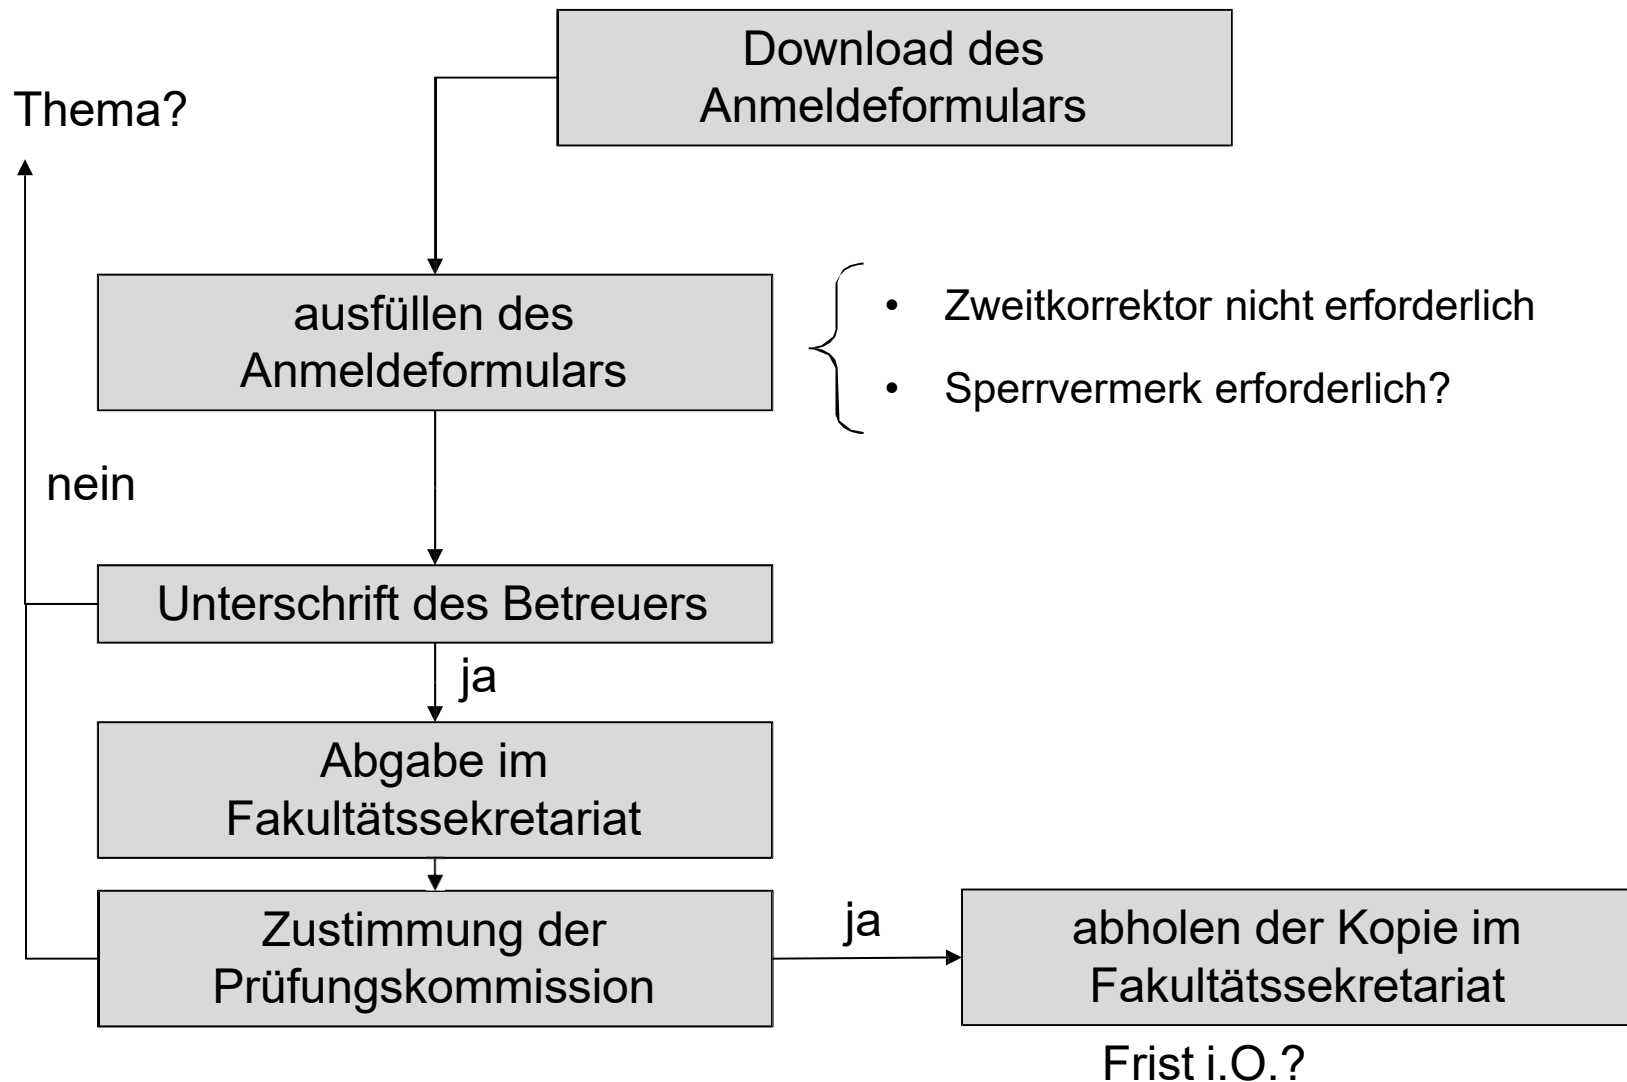 Download des
Anmeldeformulars
Thema?
ausfüllen des
Anmeldeformulars
• Zweitkorrektor nicht erforderlich
• Sperrvermerk erforderlich?
nein
Unterschrift des Betreuers
ja
Abgabe im
Fakultätssekretariat
Zustimmung der
Prüfungskommission
ja
abholen der Kopie im
Fakultätssekretariat
Frist i.O.?